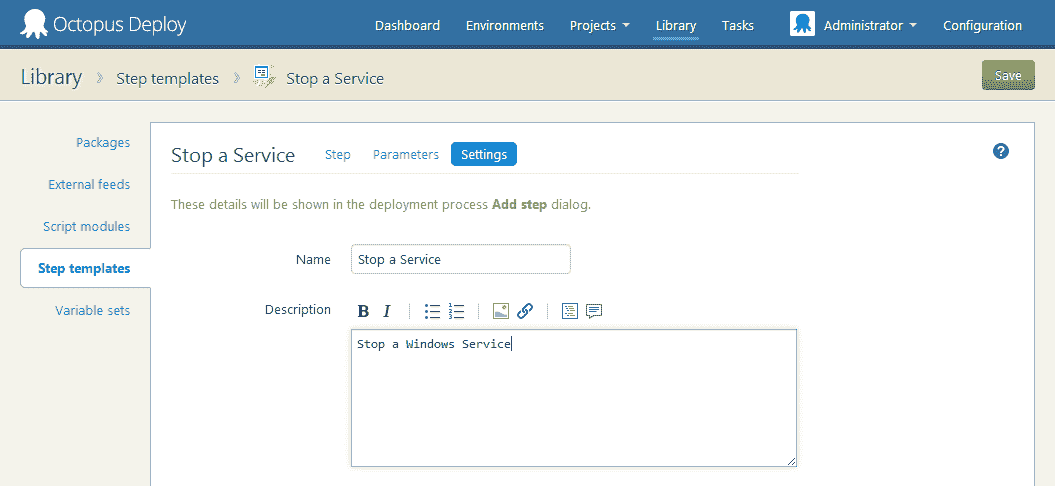 Octopus Deploy Dashboard Environments Projects Library Tasks Administrator Configuration
Library Step templates Stop a Service Save
Packages
External feeds
Script modules
Step templates
Variable sets
Stop a Service Step Parameters Settings ?
These details will be shown in the deployment process Add step dialog.
Name Stop a Service
Description B I
Stop a Windows Service